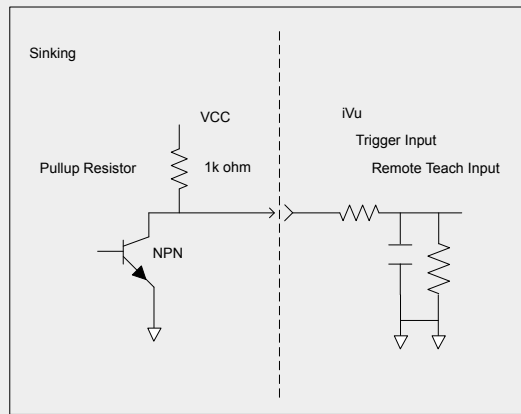 Sinking
VCC
Pullup Resistor
1k ohm
NPN
iVu
Trigger Input
Remote Teach Input